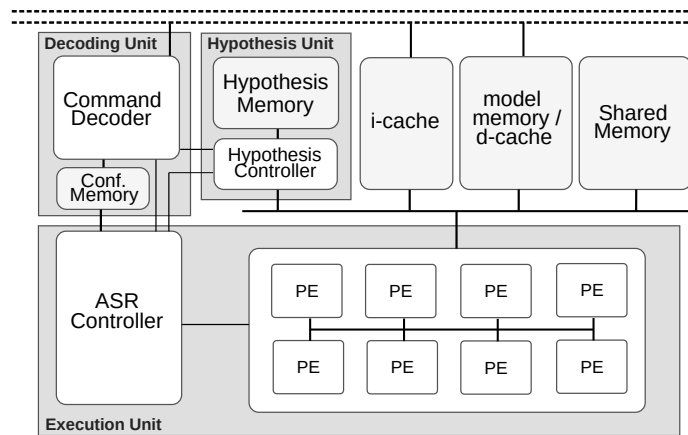 Decoding Unit
Command
Decoder
Conf.
Memory
Hypothesis Unit
Hypothesis
Memory
Hypothesis
Controller
i-cache
model
memory /
d-cache
Shared
Memory
ASR
Controller
PE
PE
PE
PE
PE
PE
PE
PE
Execution Unit